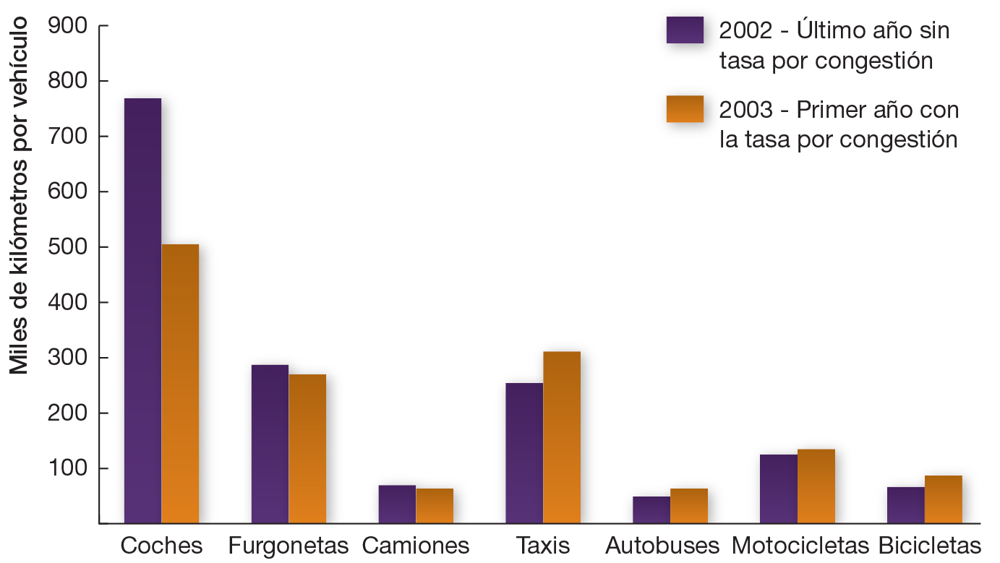 Miles de kilómetros por vehículo
900
800
700
600
500
400
300
200
100
2002 - Último año sin
tasa por congestión
2003 - Primer año con
la tasa por congestión
Coches Furgonetas Camiones Taxis Autobuses Motocicletas Bicicletas